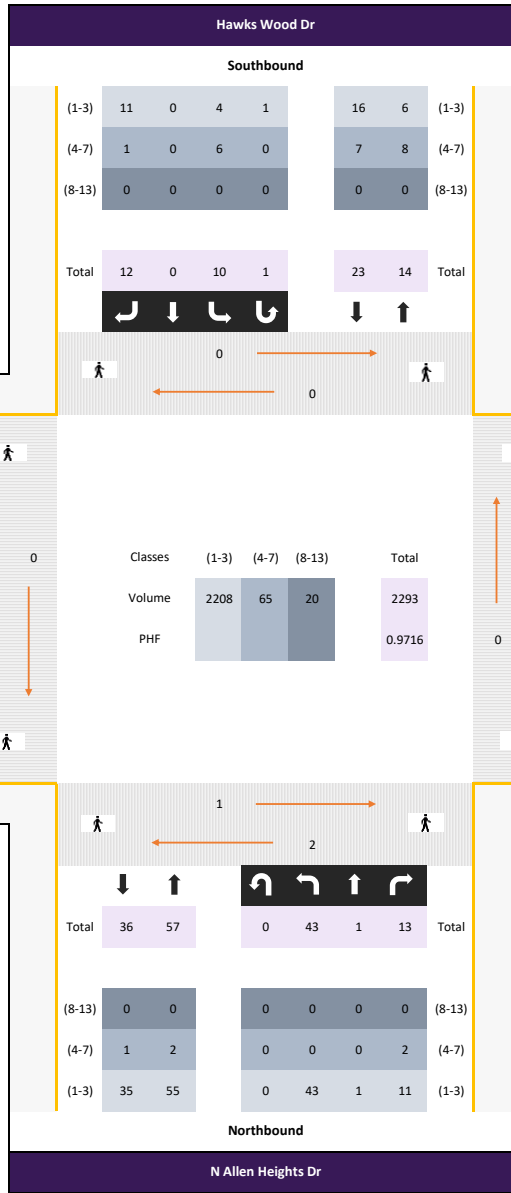 Hawks Wood Dr
Southbound
(1-3) 11 0 4 1 16 6 (1-3)
(4-7) 1 0 6 0 7 8 (4-7)
(8-13) 0 0 0 0 0 0 (8-13)
Total 12 0 10 1 23 14 Total
0
0
0
Classes (1-3) (4-7) (8-13) Total
Volume 2208 65 20 2293
PHF 0.9716
0
1
2
Total 36 57 0 43 1 13 Total
(8-13) 0 0 0 0 0 0 (8-13)
(4-7) 1 2 0 0 0 2 (4-7)
(1-3) 35 55 0 43 1 11 (1-3)
Northbound
N Allen Heights Dr